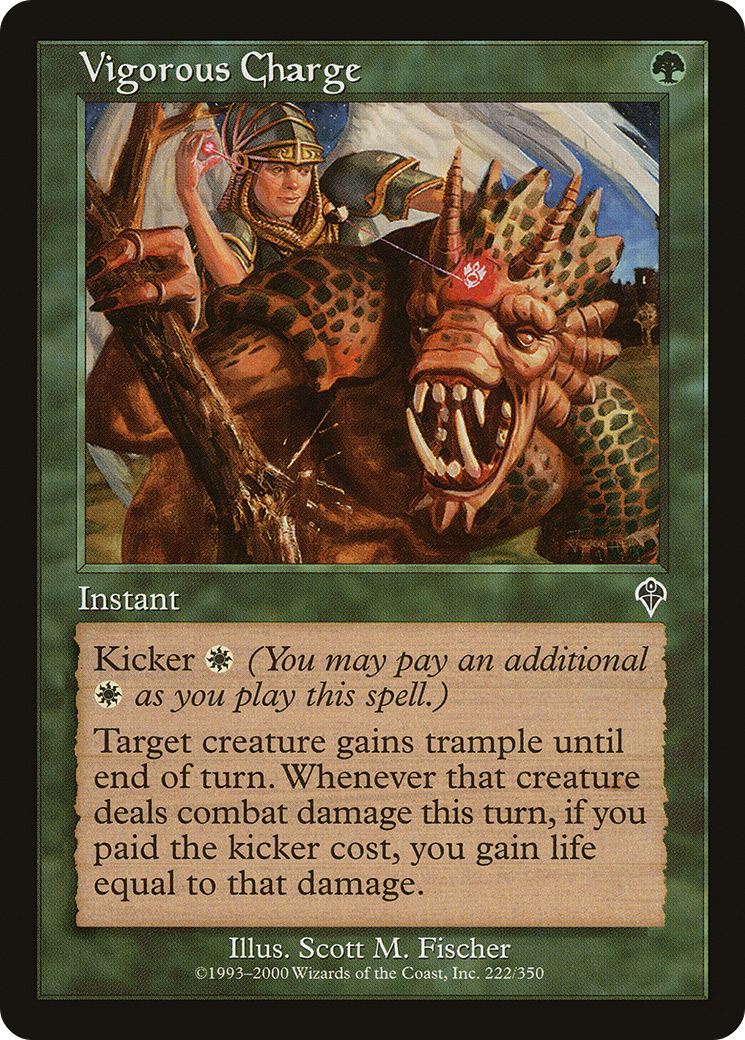 Vigorous Charge
Instant
Kicker (You may pay an additional
as you play this spell.)
Target creature gains trample until
end of turn. Whenever that creature
deals combat damage this turn, if you
paid the kicker cost, you gain life
equal to that damage.
Illus. Scott M. Fischer
©1993–2000 Wizards of the Coast, Inc. 222/350